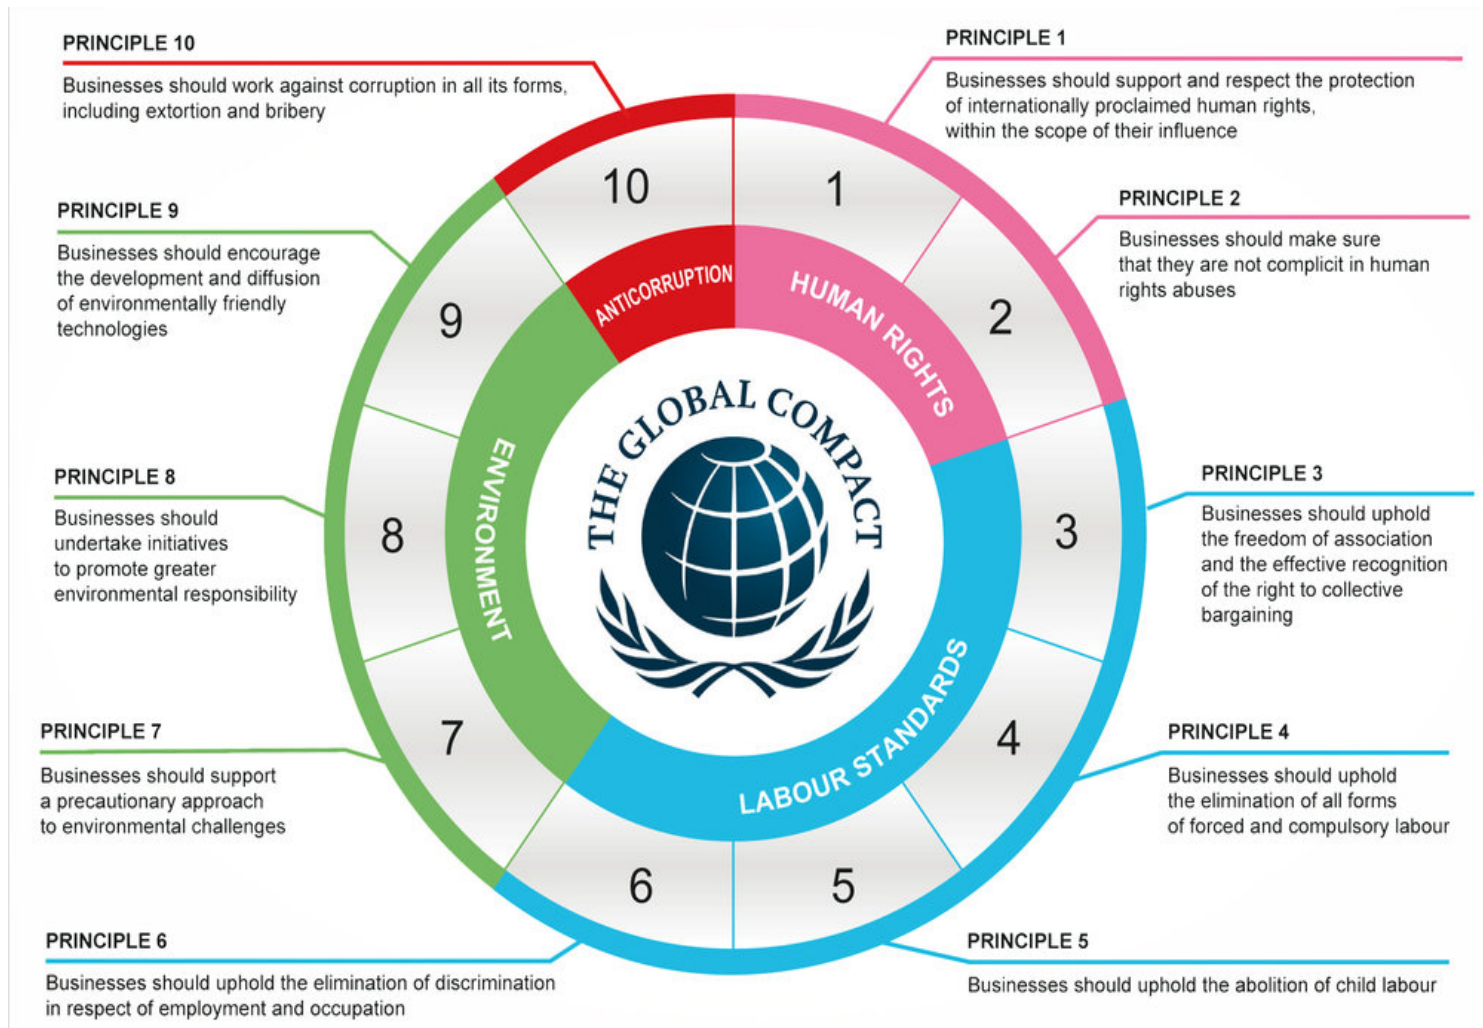 PRINCIPLE 10
Businesses should work against corruption in all its forms,
including extortion and bribery
PRINCIPLE 1
Businesses should support and respect the protection
of internationally proclaimed human rights,
within the scope of their influence
PRINCIPLE 2
Businesses should make sure
that they are not complicit in human
rights abuses
PRINCIPLE 3
Businesses should uphold
the freedom of association
and the effective recognition
of the right to collective
bargaining
PRINCIPLE 4
Businesses should uphold
the elimination of all forms
of forced and compulsory labour
PRINCIPLE 5
Businesses should uphold the abolition of child labour
PRINCIPLE 6
Businesses should uphold the elimination of discrimination
in respect of employment and occupation
PRINCIPLE 7
Businesses should support
a precautionary approach
to environmental challenges
PRINCIPLE 8
Businesses should
undertake initiatives
to promote greater
environmental responsibility
PRINCIPLE 9
Businesses should encourage
the development and diffusion
of environmentally friendly
technologies
10
1
2
3
4
5
6
7
8
9
ANTICORRUPTION
HUMAN RIGHTS
LABOUR STANDARDS
ENVIRONMENT
THE GLOBAL COMPACT